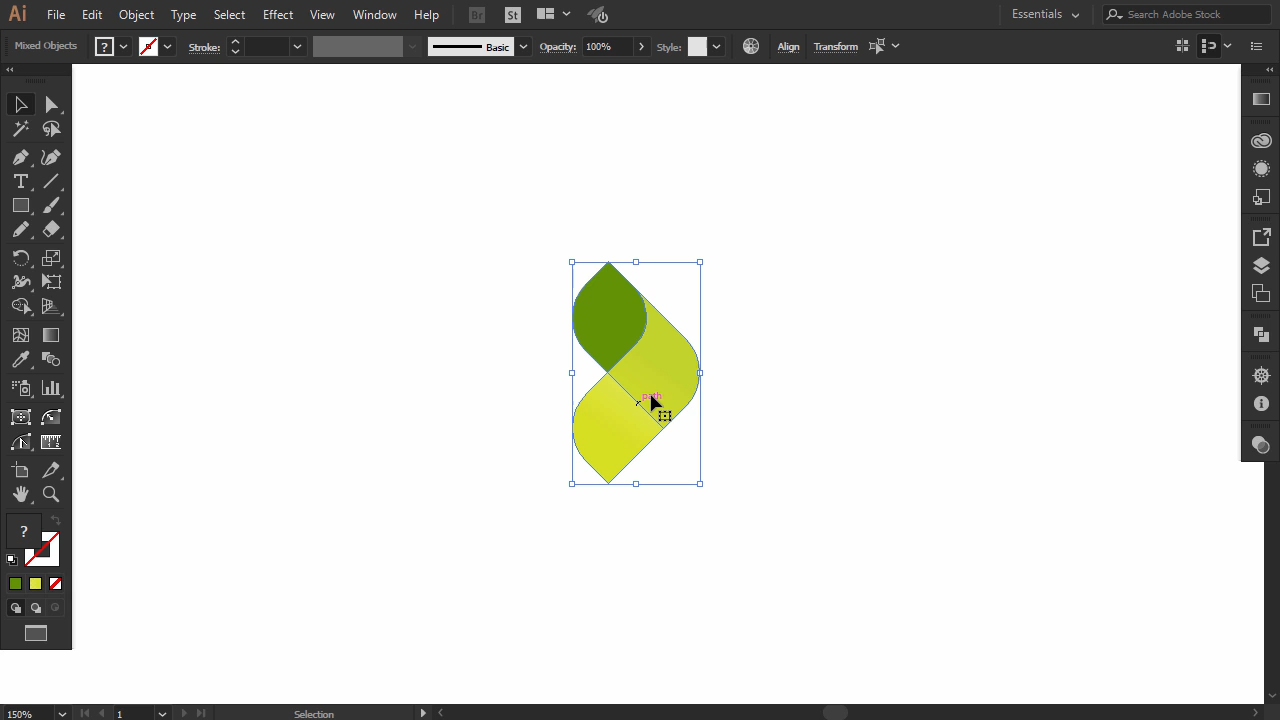 Ai File Edit Object Type Select Effect View Window Help Br St Essentials Search Adobe Stock
Mixed Objects ? Stroke: Basic Opacity: 100% Style: Align Transform
path
?
150% 1 Selection